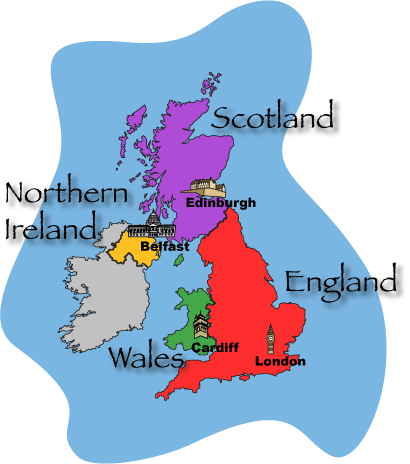 Scotland
Northern
Ireland
Edinburgh
Belfast
England
Wales
Cardiff
London